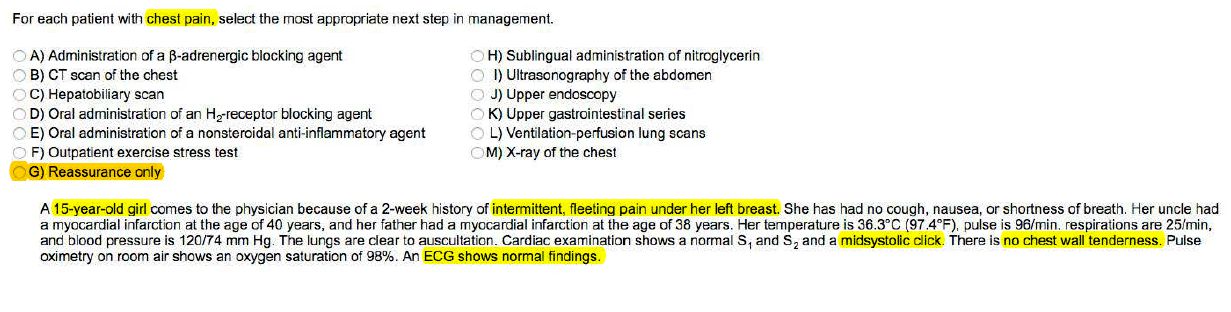 For each patient with chest pain, select the most appropriate next step in management.
A) Administration of a β-adrenergic blocking agent
B) CT scan of the chest
C) Hepatobiliary scan
D) Oral administration of an H₂-receptor blocking agent
E) Oral administration of a nonsteroidal anti-inflammatory agent
F) Outpatient exercise stress test
G) Reassurance only
H) Sublingual administration of nitroglycerin
I) Ultrasonography of the abdomen
J) Upper endoscopy
K) Upper gastrointestinal series
L) Ventilation-perfusion lung scans
M) X-ray of the chest
A 15-year-old girl comes to the physician because of a 2-week history of intermittent, fleeting pain under her left breast. She has had no cough, nausea, or shortness of breath. Her uncle had
a myocardial infarction at the age of 40 years, and her father had a myocardial infarction at the age of 38 years. Her temperature is 36.3°C (97.4°F), pulse is 96/min, respirations are 25/min,
and blood pressure is 120/74 mm Hg. The lungs are clear to auscultation. Cardiac examination shows a normal S₁ and S₂ and a midsystolic click. There is no chest wall tenderness. Pulse
oximetry on room air shows an oxygen saturation of 98%. An ECG shows normal findings.